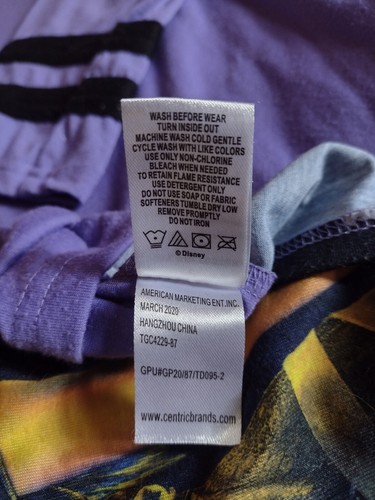 WASH BEFORE WEAR
TURN INSIDE OUT
MACHINE WASH COLD GENTLE
CYCLE WASH WITH LIKE COLORS
USE ONLY NON-CHLORINE
BLEACH WHEN NEEDED
TO RETAIN FLAME RESISTANCE
USE DETERGENT ONLY
DO NOT USE SOAP OR FABRIC
SOFTENERS TUMBLE DRY LOW
REMOVE PROMPTLY
DO NOT IRON
© Disney
AMERICAN MARKETING ENT.INC.
MARCH 2020
HANGZHOU CHINA
TGC4229-87
GPU#GP20/87/TD095-2
www.centricbrands.com